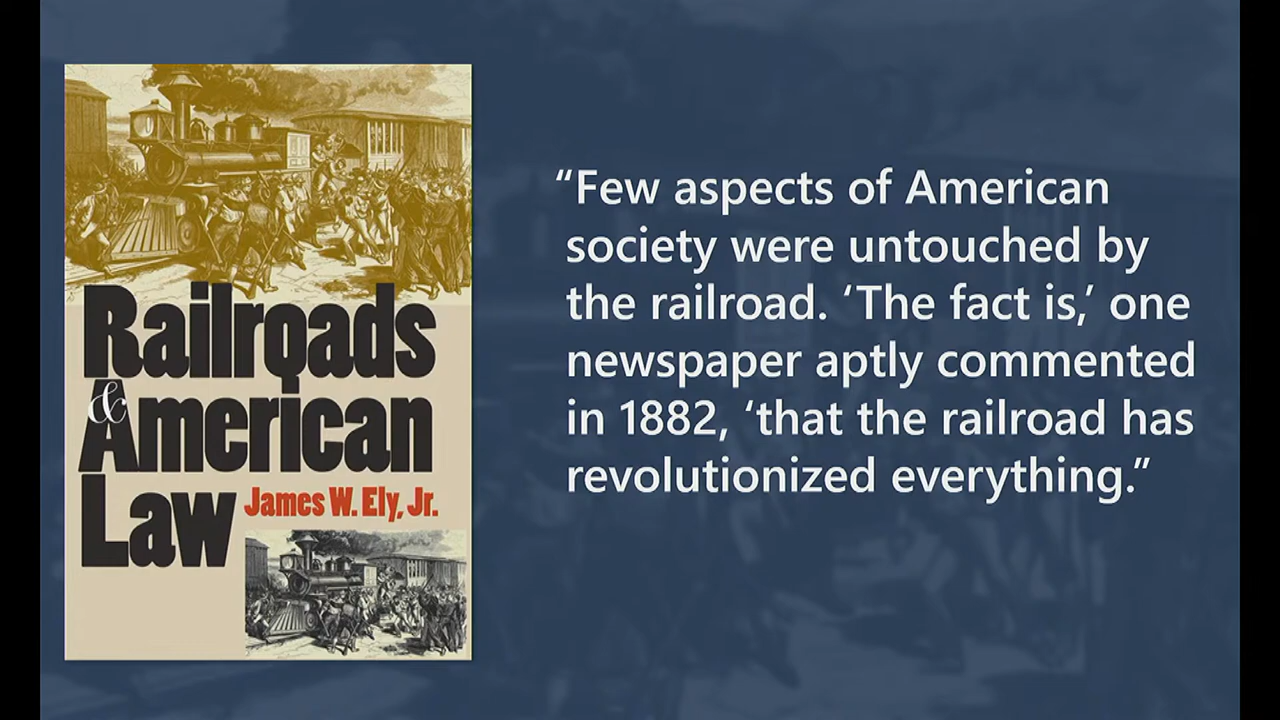 Railroads
&
American
Law
James W. Ely, Jr.
“Few aspects of American
society were untouched by
the railroad. ‘The fact is,’ one
newspaper aptly commented
in 1882, ‘that the railroad has
revolutionized everything.”